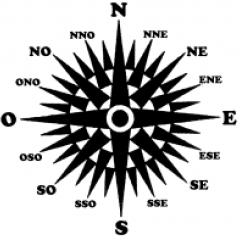 N
NNO NNE
NO NE
ONO ENE
O E
OSO ESE
SO SE
SSO SSE
S